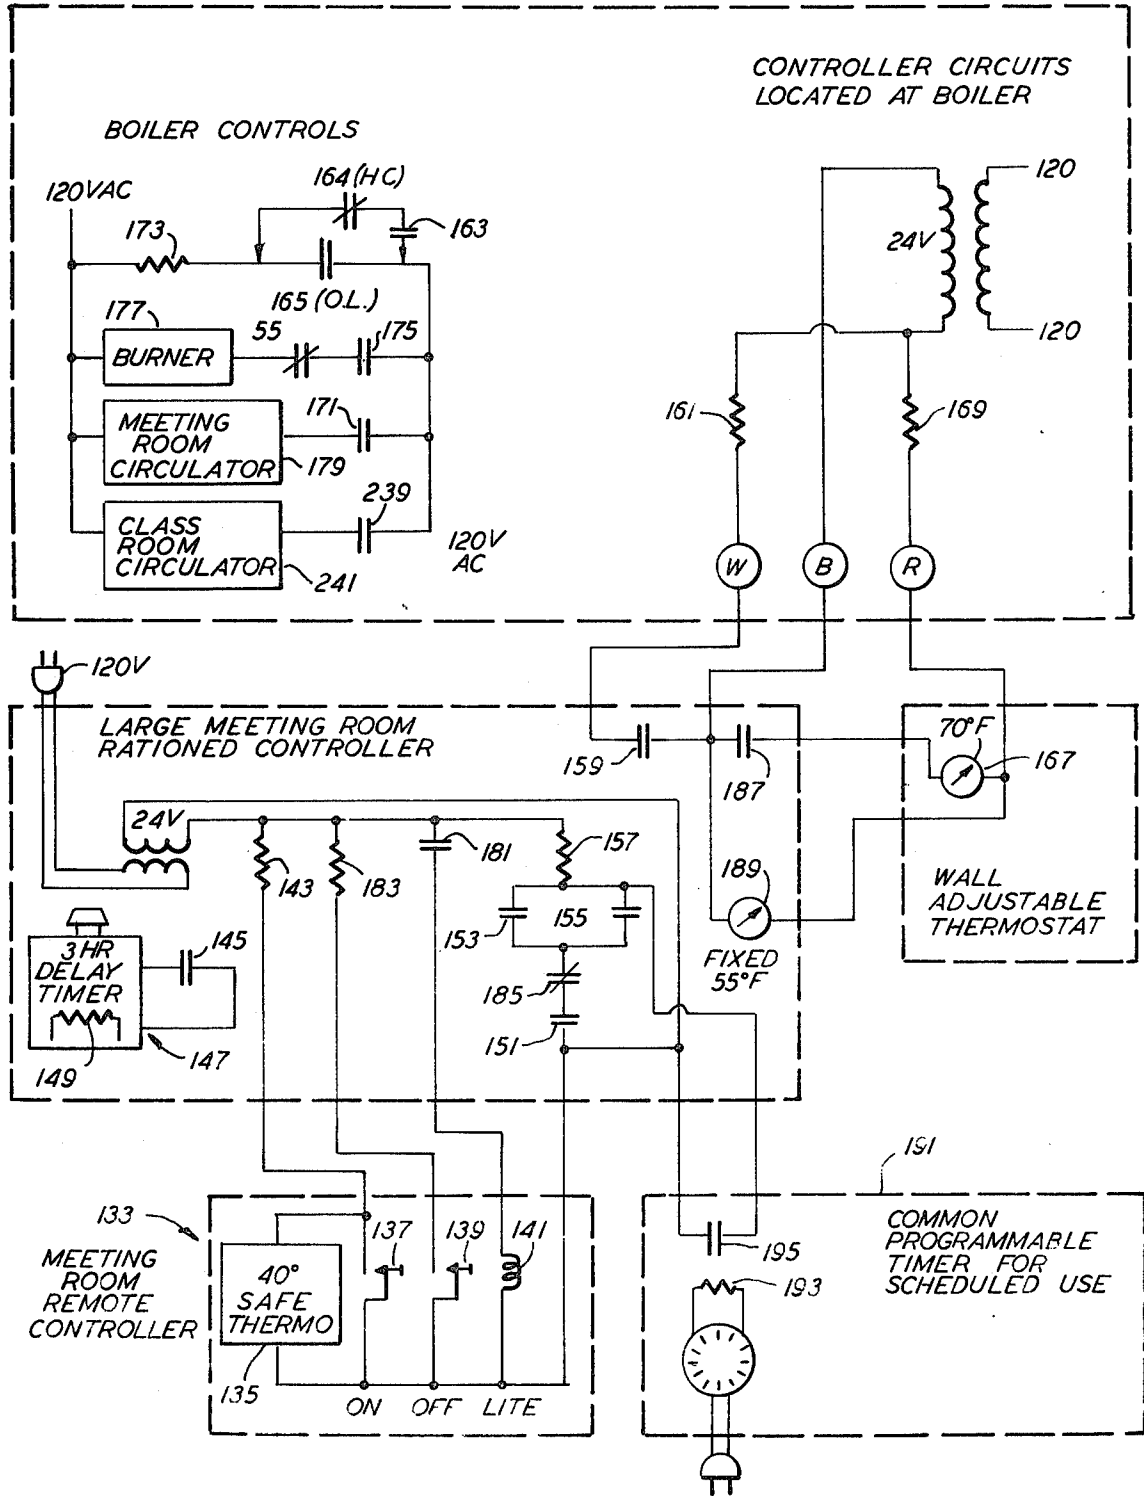 CONTROLLER CIRCUITS
LOCATED AT BOILER
BOILER CONTROLS
164 (HC)
120VAC
120
173
163
24V
165 (O.L.)
177
55
175
120
BURNER
161
169
171
MEETING
ROOM
CIRCULATOR
179
239
CLASS
ROOM
CIRCULATOR
120V
AC
241
W
B
R
120V
LARGE MEETING ROOM
RATIONED CONTROLLER
70°F
159
187
167
24V
181
157
143
183
189
WALL
ADJUSTABLE
THERMOSTAT
153
155
3 HR
DELAY
TIMER
145
FIXED
55°F
185
151
147
149
191
133
137
139
141
COMMON
PROGRAMMABLE
TIMER FOR
SCHEDULED USE
195
MEETING
ROOM
REMOTE
CONTROLLER
40°
SAFE
THERMO
193
135
ON
OFF
LITE